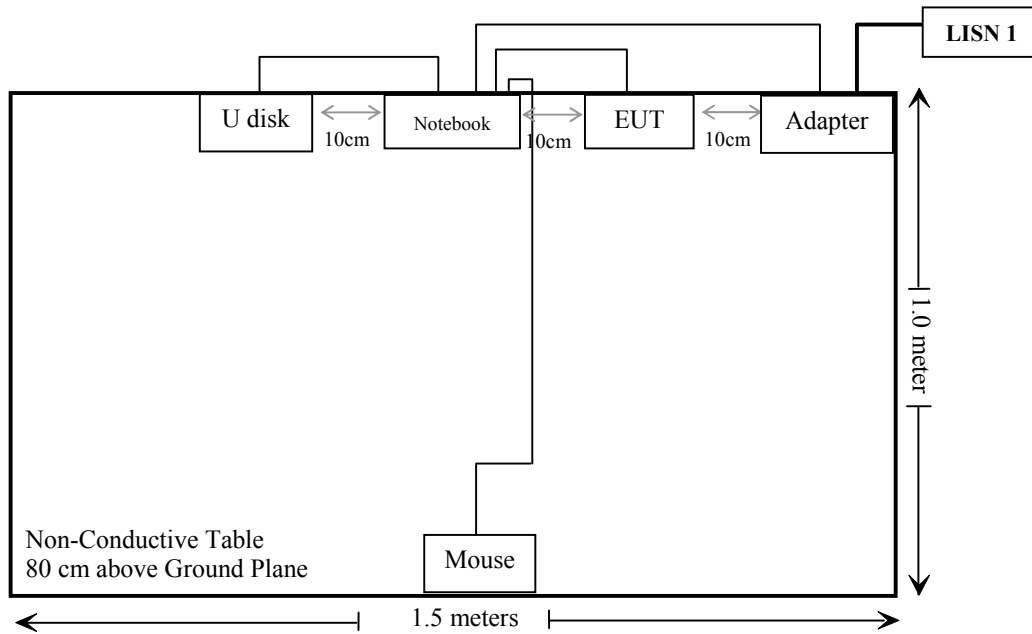 LISN 1
U disk
Notebook
EUT
Adapter
10cm
10cm
10cm
1.0 meter
Non-Conductive Table
80 cm above Ground Plane
Mouse
1.5 meters